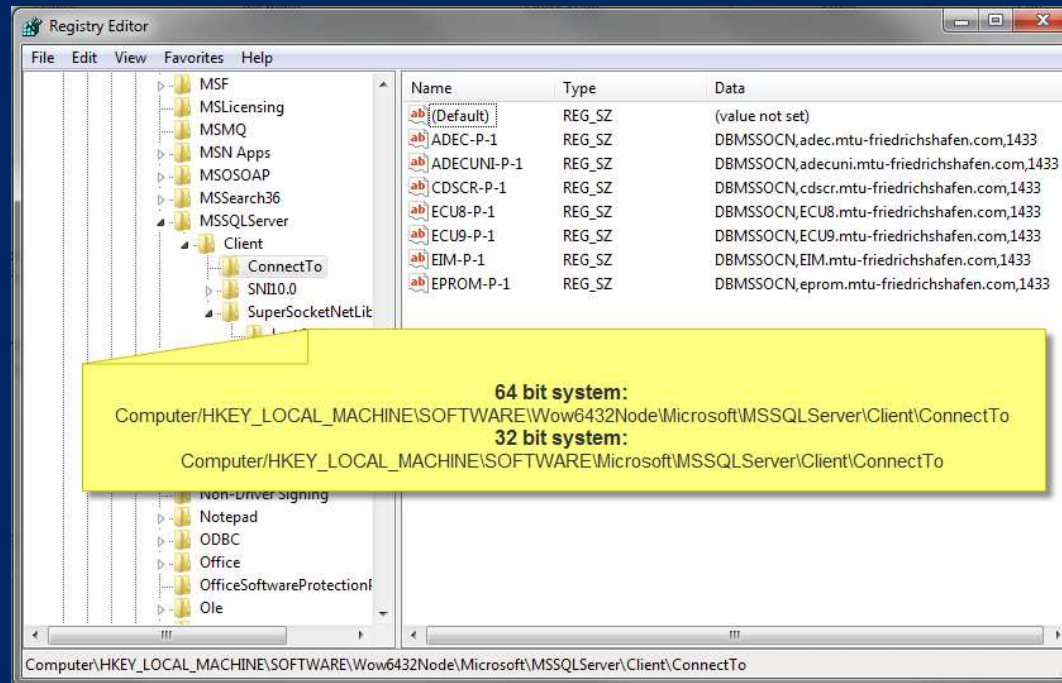 Registry Editor
File Edit View Favorites Help
MSF
MSLicensing
MSMQ
MSN Apps
MSOSOAP
MSSearch36
MSSQLServer
Client
ConnectTo
SNI10.0
SuperSocketNetLib
Non-Driver Signing
Notepad
ODBC
Office
OfficeSoftwareProtectionP
Ole
Name Type Data
(Default) REG_SZ (value not set)
ADEC-P-1 REG_SZ DBMSSOCN,adec.mtu-friedrichshafen.com,1433
ADECUNI-P-1 REG_SZ DBMSSOCN,adecuni.mtu-friedrichshafen.com,1433
CDSCR-P-1 REG_SZ DBMSSOCN,cdscr.mtu-friedrichshafen.com,1433
ECU8-P-1 REG_SZ DBMSSOCN,ECU8.mtu-friedrichshafen.com,1433
ECU9-P-1 REG_SZ DBMSSOCN,ECU9.mtu-friedrichshafen.com,1433
EIM-P-1 REG_SZ DBMSSOCN,EIM.mtu-friedrichshafen.com,1433
EPROM-P-1 REG_SZ DBMSSOCN,eprom.mtu-friedrichshafen.com,1433
64 bit system:
Computer/HKEY_LOCAL_MACHINE\SOFTWARE\Wow6432Node\Microsoft\MSSQLServer\Client\ConnectTo
32 bit system:
Computer/HKEY_LOCAL_MACHINE\SOFTWARE\Microsoft\MSSQLServer\Client\ConnectTo
Computer\HKEY_LOCAL_MACHINE\SOFTWARE\Wow6432Node\Microsoft\MSSQLServer\Client\ConnectTo